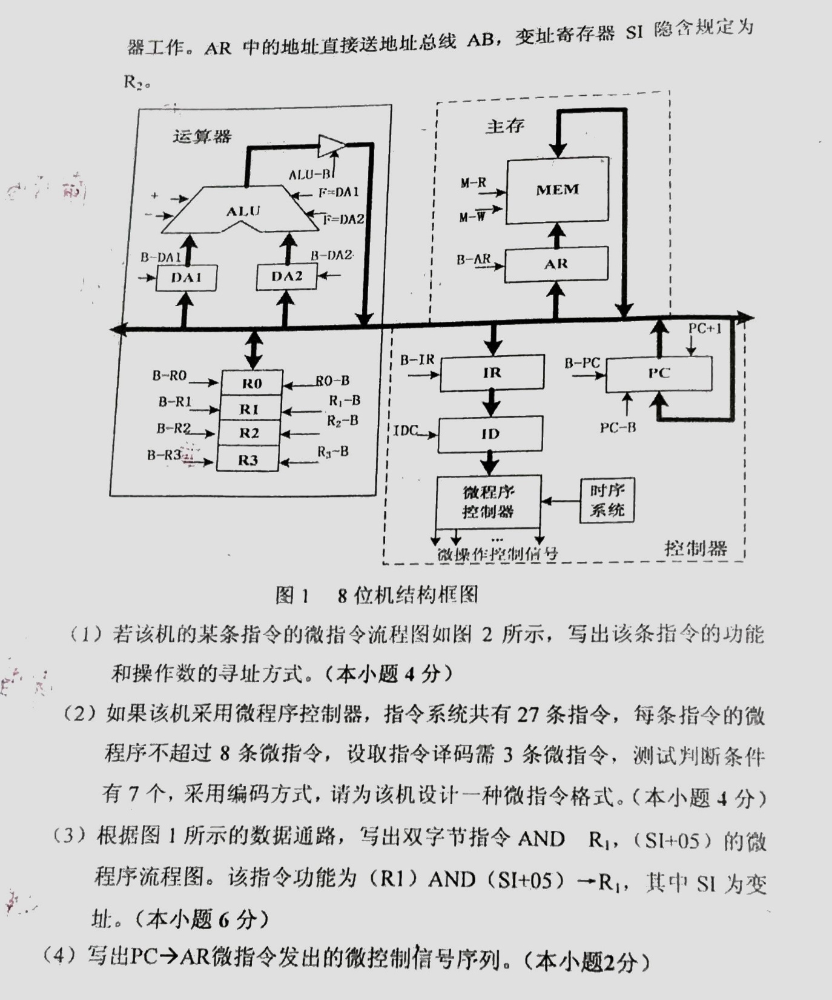 器工作。AR 中的地址直接送地址总线 AB，变址寄存器 SI 隐含规定为
R₂。
运算器
主存
ALU-B
F=DA1
F=DA2
+
-
ALU
M-R
M-W
MEM
B-DA1
B-DA2
DA1
DA2
B-AR
AR
PC+1
B-R0
R0
R0-B
B-R1
R1
R₁-B
B-R2
R2
R₂-B
B-R3
R3
R₃-B
B-IR
IR
B-PC
PC
PC-B
IDC
ID
微程序
控制器
时序
系统
...
微操作控制信号
控制器
图 1 8 位机结构框图
（1）若该机的某条指令的微指令流程图如图 2 所示，写出该条指令的功能
和操作数的寻址方式。（本小题 4 分）
（2）如果该机采用微程序控制器，指令系统共有 27 条指令，每条指令的微
程序不超过 8 条微指令，设取指令译码需 3 条微指令，测试判断条件
有 7 个，采用编码方式，请为该机设计一种微指令格式。（本小题 4 分）
（3）根据图 1 所示的数据通路，写出双字节指令 AND R₁,（SI+05）的微
程序流程图。该指令功能为（R1）AND（SI+05）→R₁，其中 SI 为变
址。（本小题 6 分）
（4）写出PC→AR微指令发出的微控制信号序列。（本小题2分）